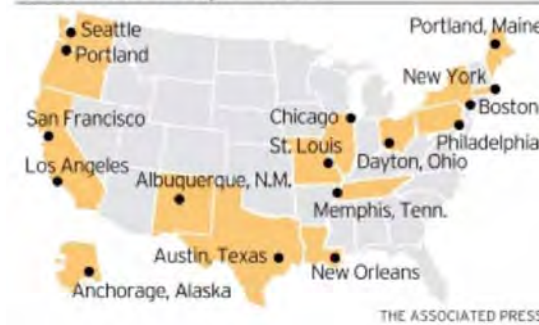 Seattle
Portland
San Francisco
Los Angeles
Albuquerque, N.M.
Austin, Texas
Anchorage, Alaska
Chicago
St. Louis
Dayton, Ohio
Memphis, Tenn.
New Orleans
Portland, Maine
New York
Boston
Philadelphia
THE ASSOCIATED PRESS